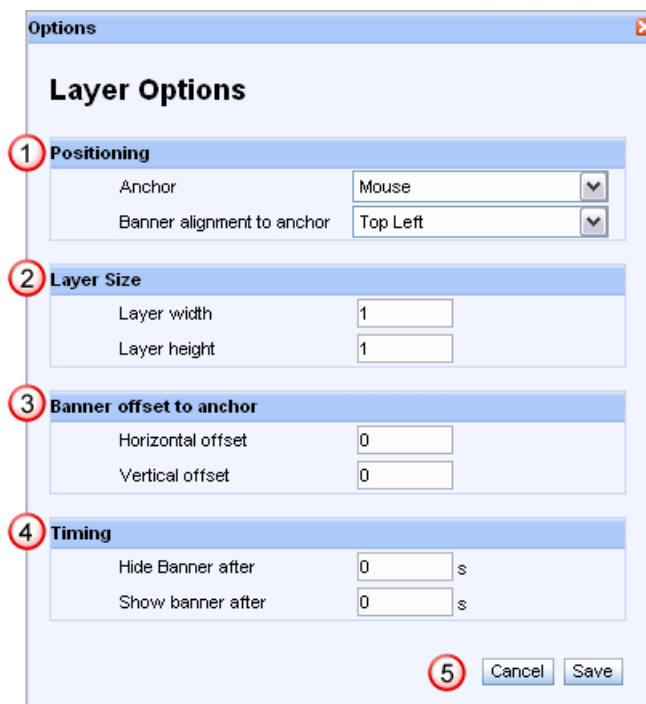 Options
Layer Options
1 Positioning
Anchor Mouse
Banner alignment to anchor Top Left
2 Layer Size
Layer width 1
Layer height 1
3 Banner offset to anchor
Horizontal offset 0
Vertical offset 0
4 Timing
Hide Banner after 0 s
Show banner after 0 s
5 Cancel Save